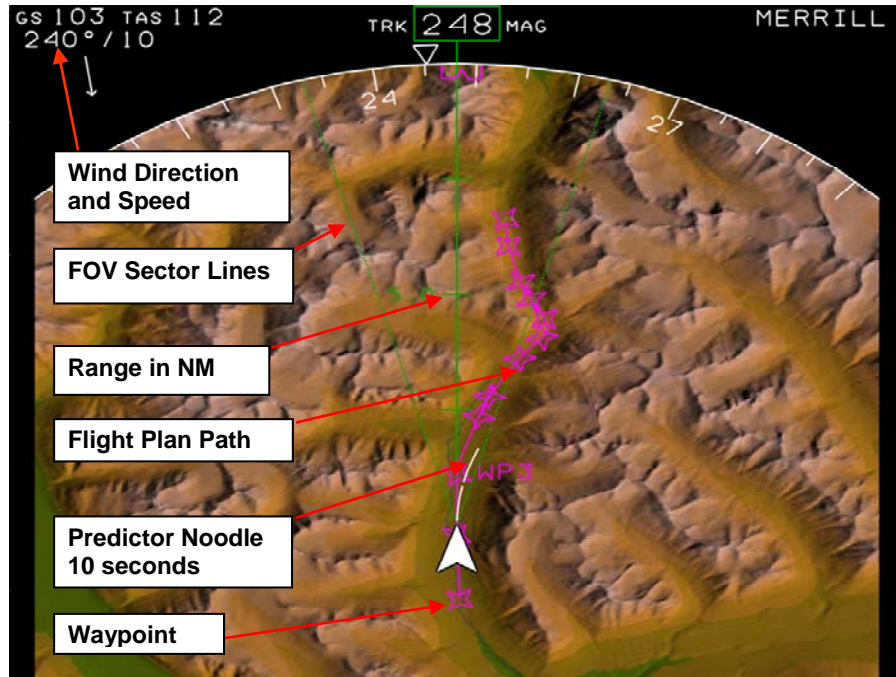 GS 103 TAS 112
240°/10
TRK 248 MAG
MERRILL
24
27
Wind Direction
and Speed
FOV Sector Lines
Range in NM
Flight Plan Path
WP3
Predictor Noodle
10 seconds
Waypoint